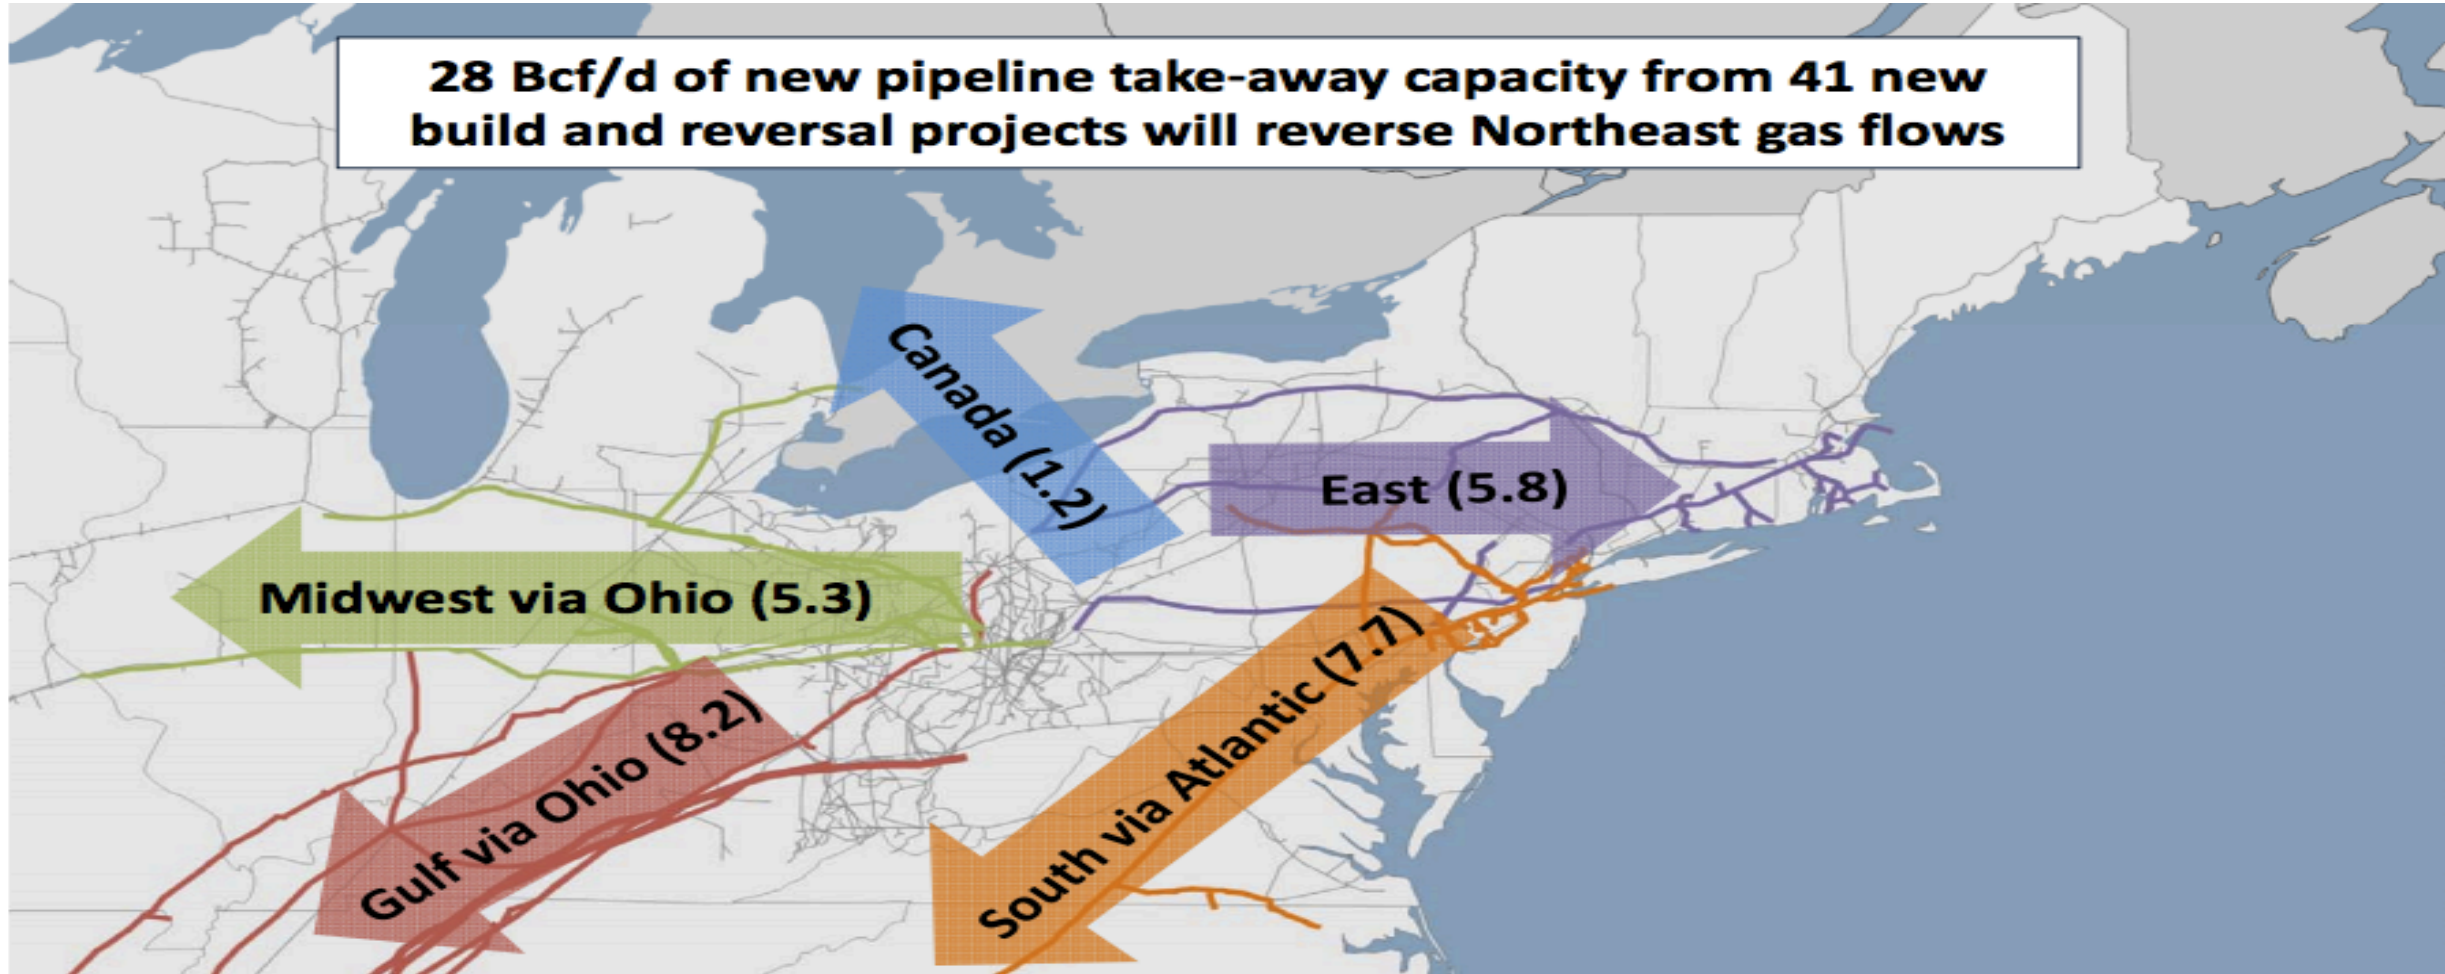 28 Bcf/d of new pipeline take-away capacity from 41 new
build and reversal projects will reverse Northeast gas flows
Canada (1.2)
East (5.8)
Midwest via Ohio (5.3)
Gulf via Ohio (8.2)
South via Atlantic (7.7)